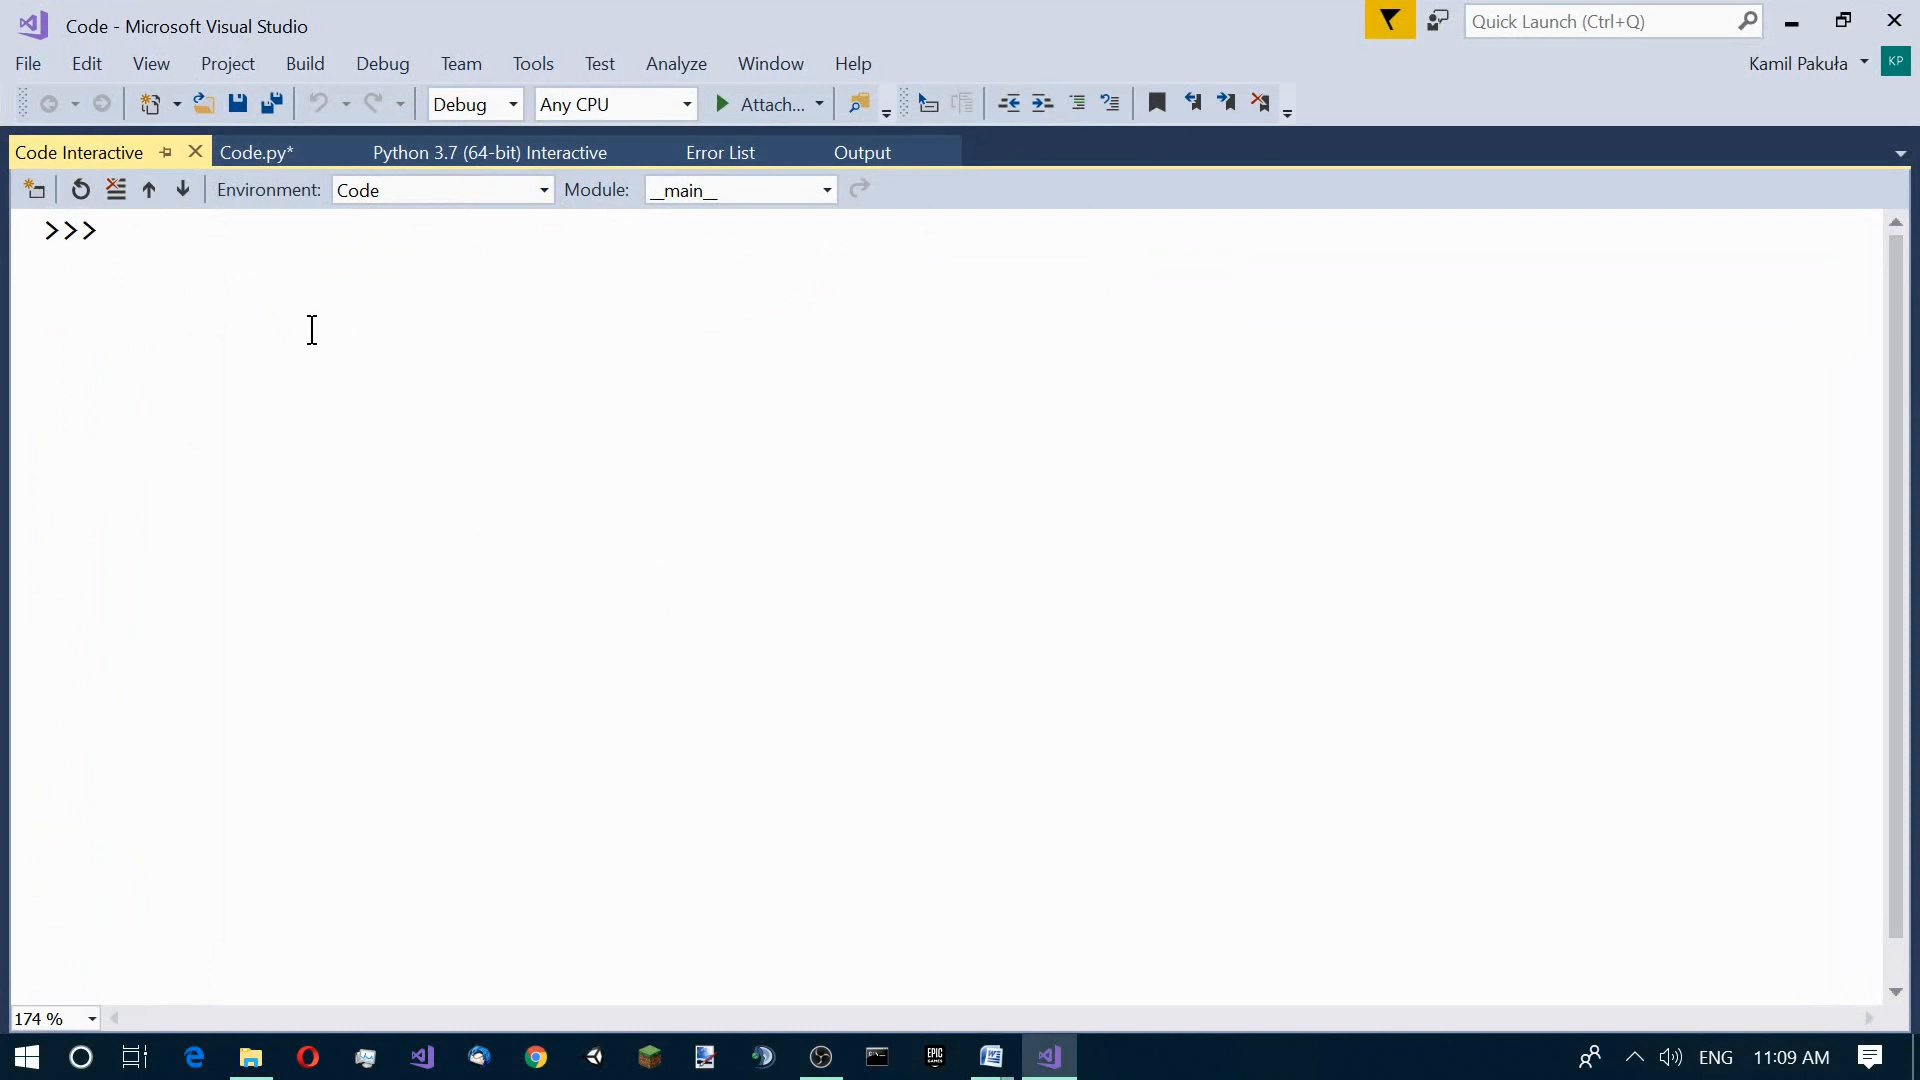 Code - Microsoft Visual Studio
Quick Launch (Ctrl+Q)
File Edit View Project Build Debug Team Tools Test Analyze Window Help
Kamil Pakuła
KP
Debug
Any CPU
Attach...
Code Interactive
Code.py*
Python 3.7 (64-bit) Interactive
Error List
Output
Environment:
Code
Module:
__main__
>>>
174 %
EPIC GAMES
ENG
11:09 AM